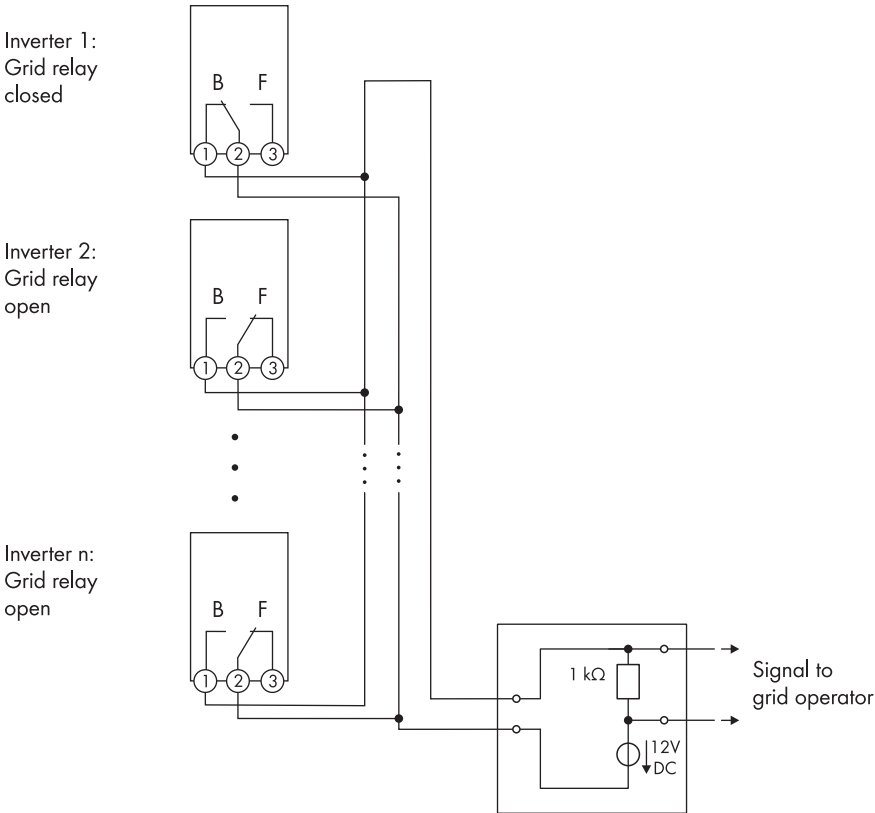 Inverter 1:
Grid relay
closed
B F
1 2 3
Inverter 2:
Grid relay
open
B F
1 2 3
Inverter n:
Grid relay
open
B F
1 2 3
1 kΩ
12V
DC
Signal to
grid operator